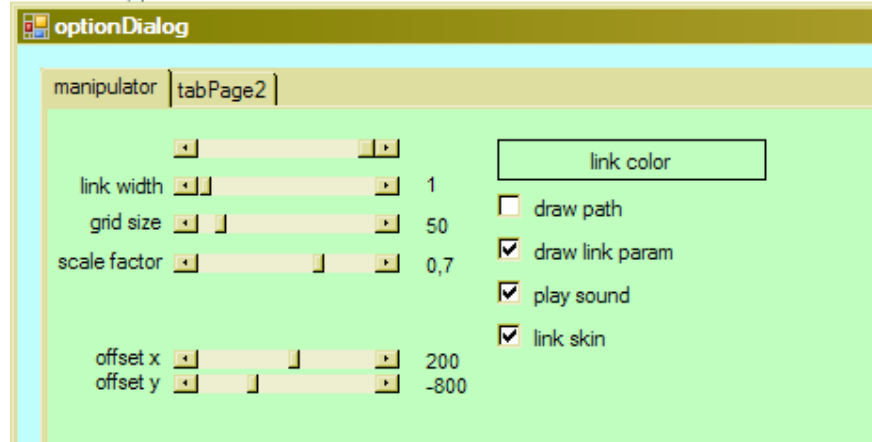 optionDialog
manipulator tabPage2
link width 1
grid size 50
scale factor 0,7
offset x 200
offset y -800
link color
draw path
draw link param
play sound
link skin